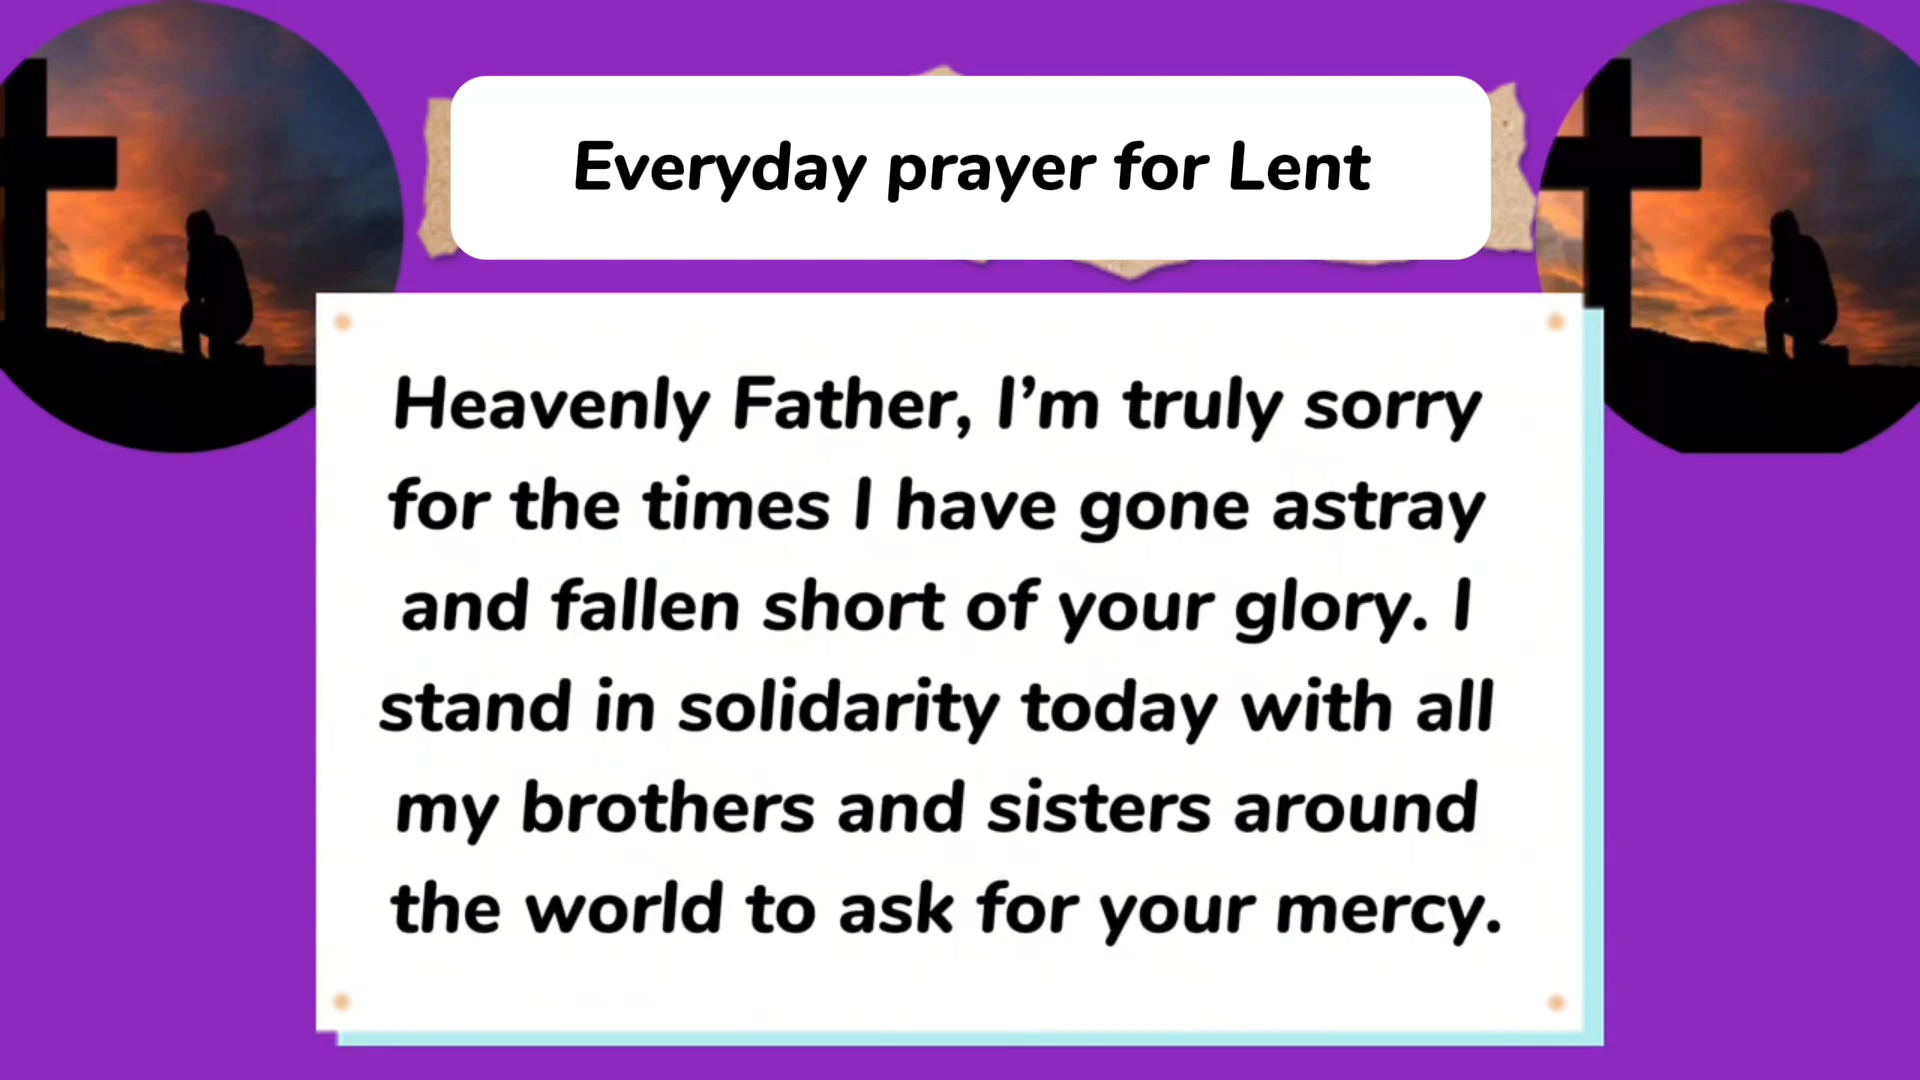 Everyday prayer for Lent
Heavenly Father, I’m truly sorry
for the times I have gone astray
and fallen short of your glory. I
stand in solidarity today with all
my brothers and sisters around
the world to ask for your mercy.